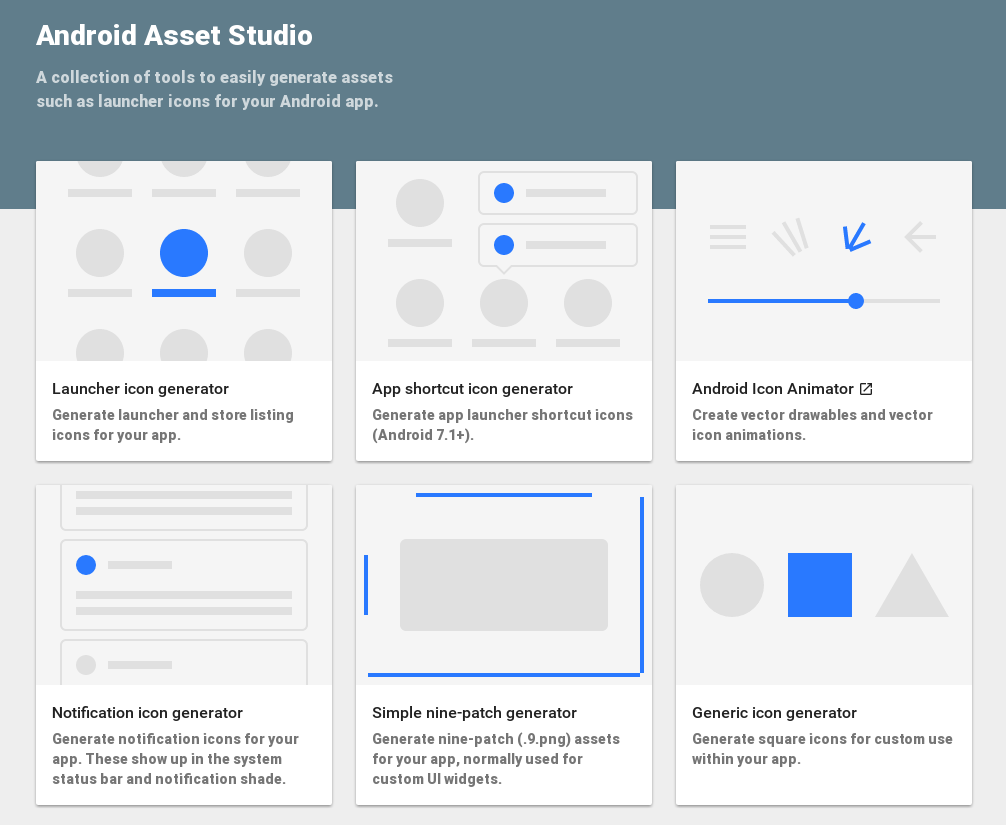 Android Asset Studio
A collection of tools to easily generate assets
such as launcher icons for your Android app.
Launcher icon generator
Generate launcher and store listing
icons for your app.
App shortcut icon generator
Generate app launcher shortcut icons
(Android 7.1+).
Android Icon Animator
Create vector drawables and vector
icon animations.
Notification icon generator
Generate notification icons for your
app. These show up in the system
status bar and notification shade.
Simple nine-patch generator
Generate nine-patch (.9.png) assets
for your app, normally used for
custom UI widgets.
Generic icon generator
Generate square icons for custom use
within your app.